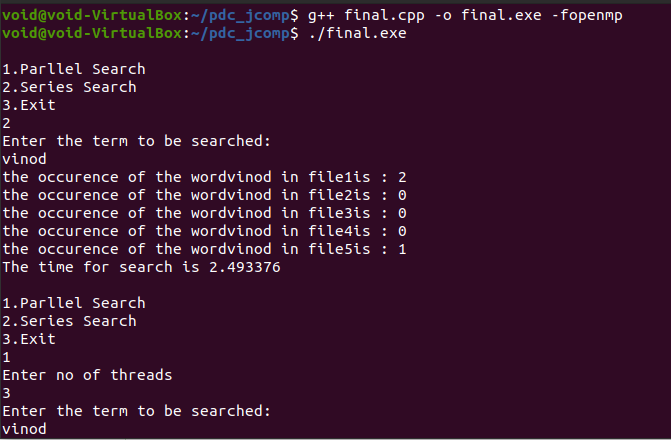 void@void-VirtualBox:~/pdc_jcomp$ g++ final.cpp -o final.exe -fopenmp
void@void-VirtualBox:~/pdc_jcomp$ ./final.exe
1.Parllel Search
2.Series Search
3.Exit
2
Enter the term to be searched:
vinod
the occurence of the wordvinod in file1is : 2
the occurence of the wordvinod in file2is : 0
the occurence of the wordvinod in file3is : 0
the occurence of the wordvinod in file4is : 0
the occurence of the wordvinod in file5is : 1
The time for search is 2.493376
1.Parllel Search
2.Series Search
3.Exit
1
Enter no of threads
3
Enter the term to be searched:
vinod